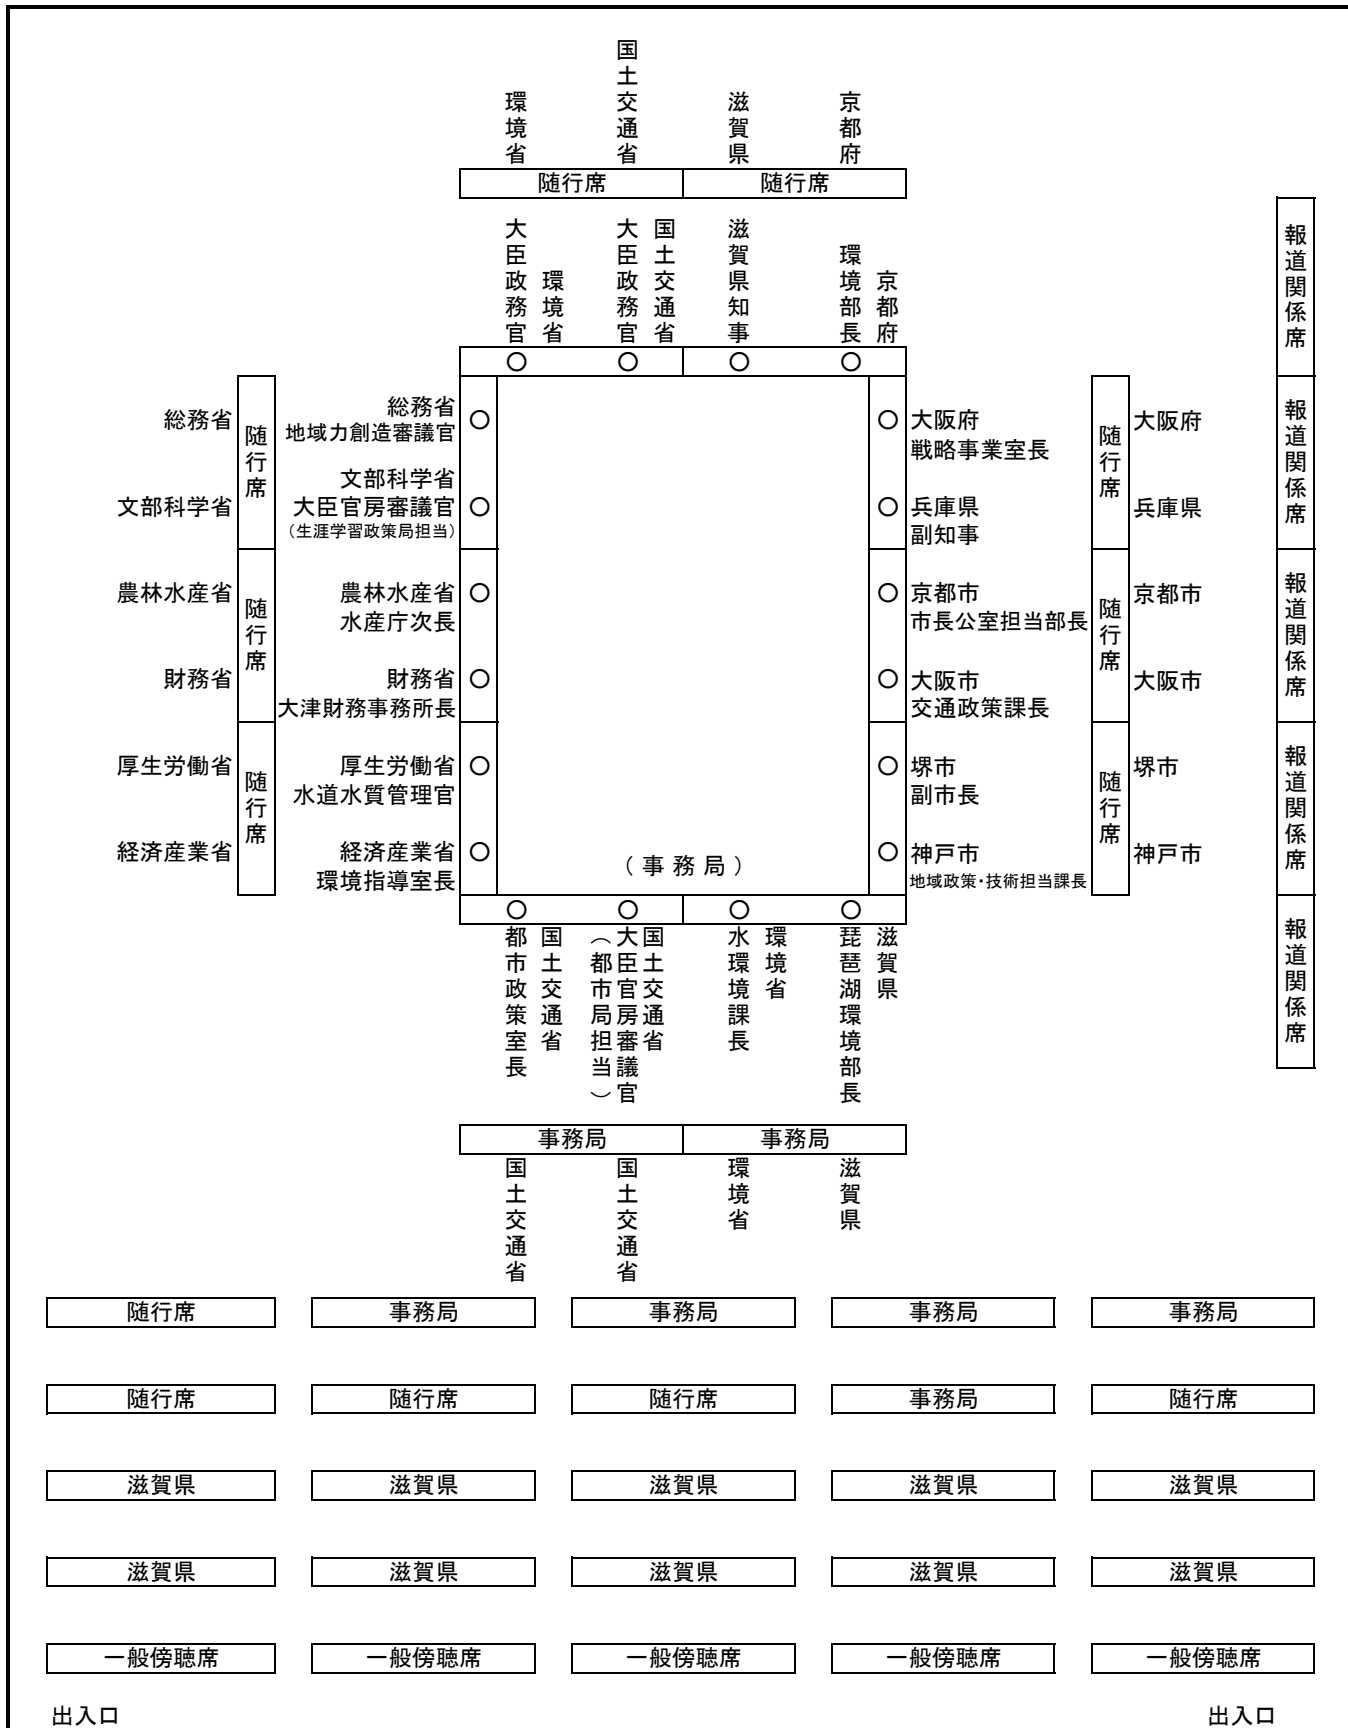 環境省
国土交通省
滋賀県
京都府
随行席
随行席
環境省
大臣政務官
国土交通省
大臣政務官
滋賀県知事
京都府
環境部長
報道関係席
報道関係席
報道関係席
報道関係席
報道関係席
総務省
文部科学省
農林水産省
財務省
厚生労働省
経済産業省
随行席
随行席
随行席
総務省
地域力創造審議官
文部科学省
大臣官房審議官
(生涯学習政策局担当)
農林水産省
水産庁次長
財務省
大津財務事務所長
厚生労働省
水道水質管理官
経済産業省
環境指導室長
○ ○ ○ ○
○
○
○
○
○
○
○
○
○
○
○
○
○ ○ ○ ○
(事務局)
大阪府
戦略事業室長
兵庫県
副知事
京都市
市長公室担当部長
大阪市
交通政策課長
堺市
副市長
神戸市
地域政策・技術担当課長
随行席
随行席
随行席
大阪府
兵庫県
京都市
大阪市
堺市
神戸市
国土交通省
都市政策室長
国土交通省
大臣官房審議官
(都市局担当)
環境省
水環境課長
滋賀県
琵琶湖環境部長
事務局
事務局
国土交通省
国土交通省
環境省
滋賀県
随行席 事務局 事務局 事務局 事務局
随行席 随行席 随行席 事務局 随行席
滋賀県 滋賀県 滋賀県 滋賀県 滋賀県
滋賀県 滋賀県 滋賀県 滋賀県 滋賀県
一般傍聴席 一般傍聴席 一般傍聴席 一般傍聴席 一般傍聴席
出入口 出入口